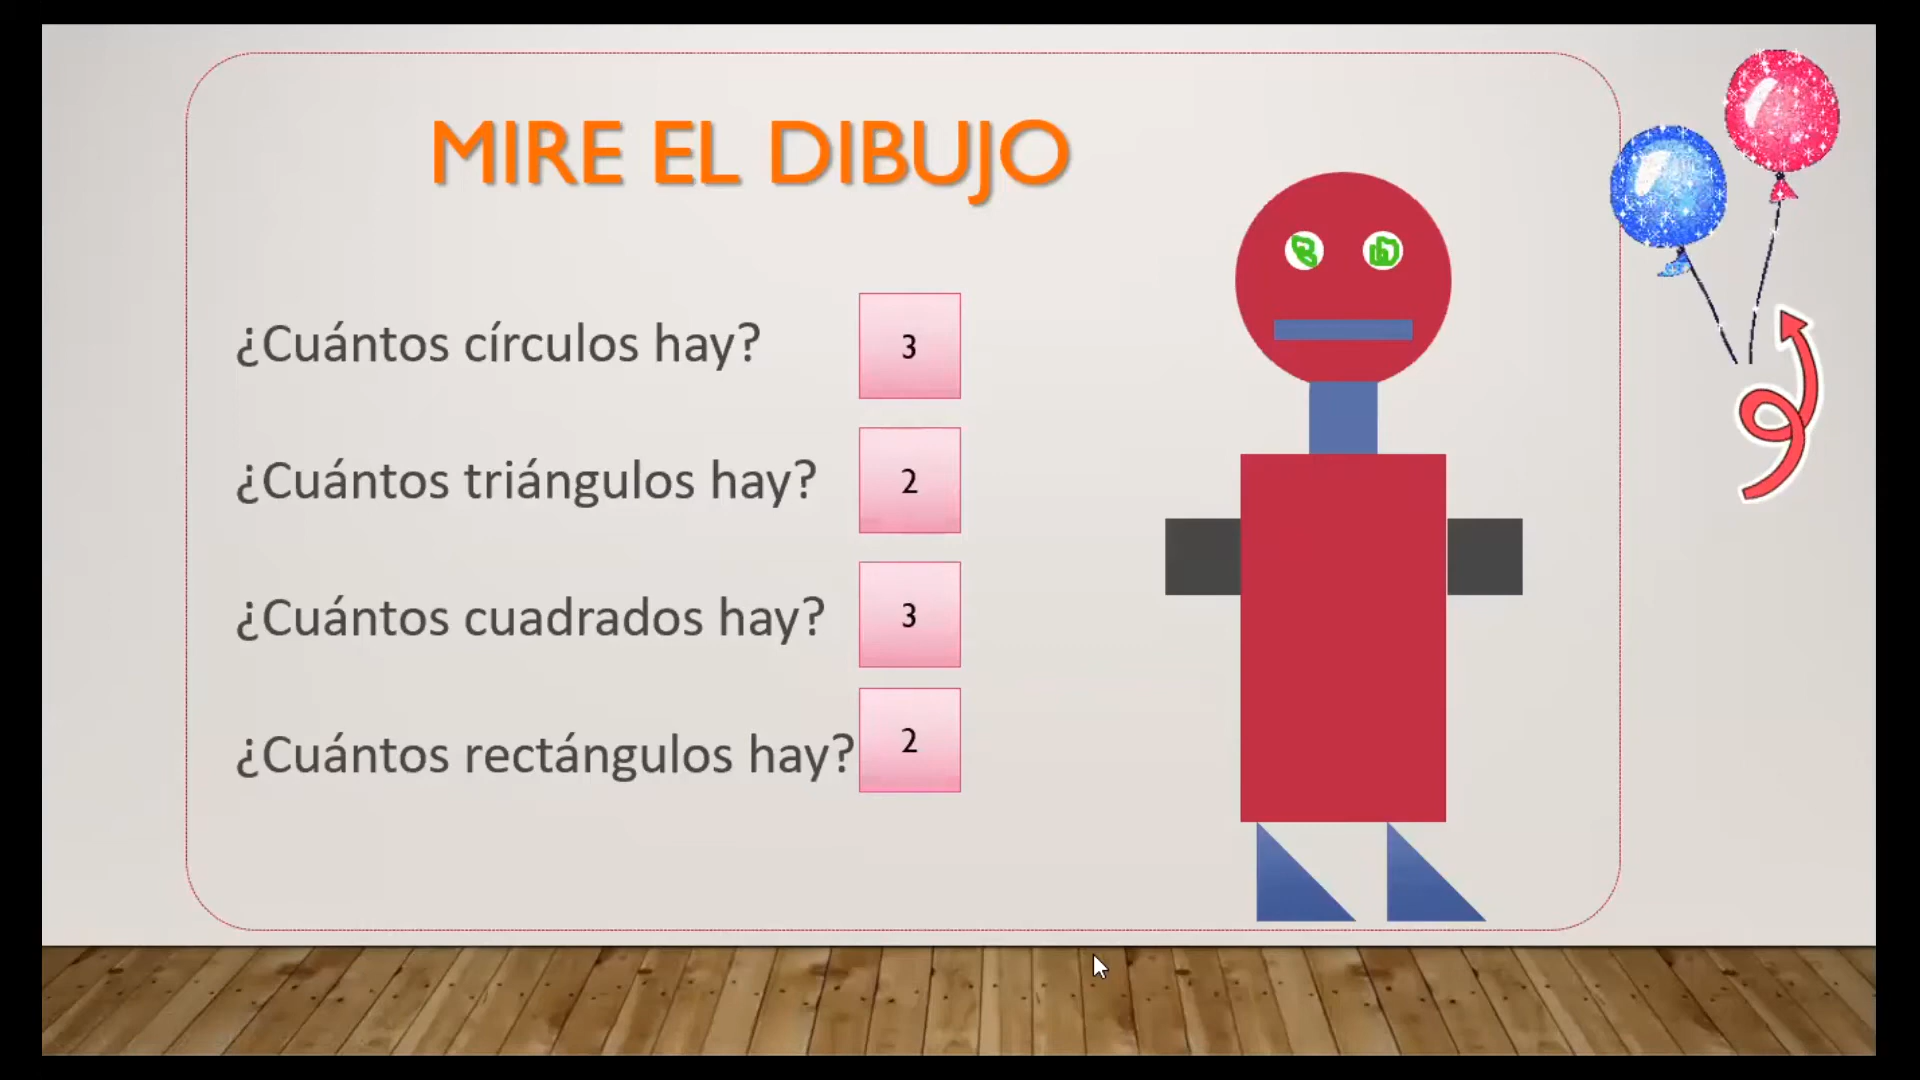 MIRE EL DIBUJO
¿Cuántos círculos hay? 3
¿Cuántos triángulos hay? 2
¿Cuántos cuadrados hay? 3
¿Cuántos rectángulos hay? 2